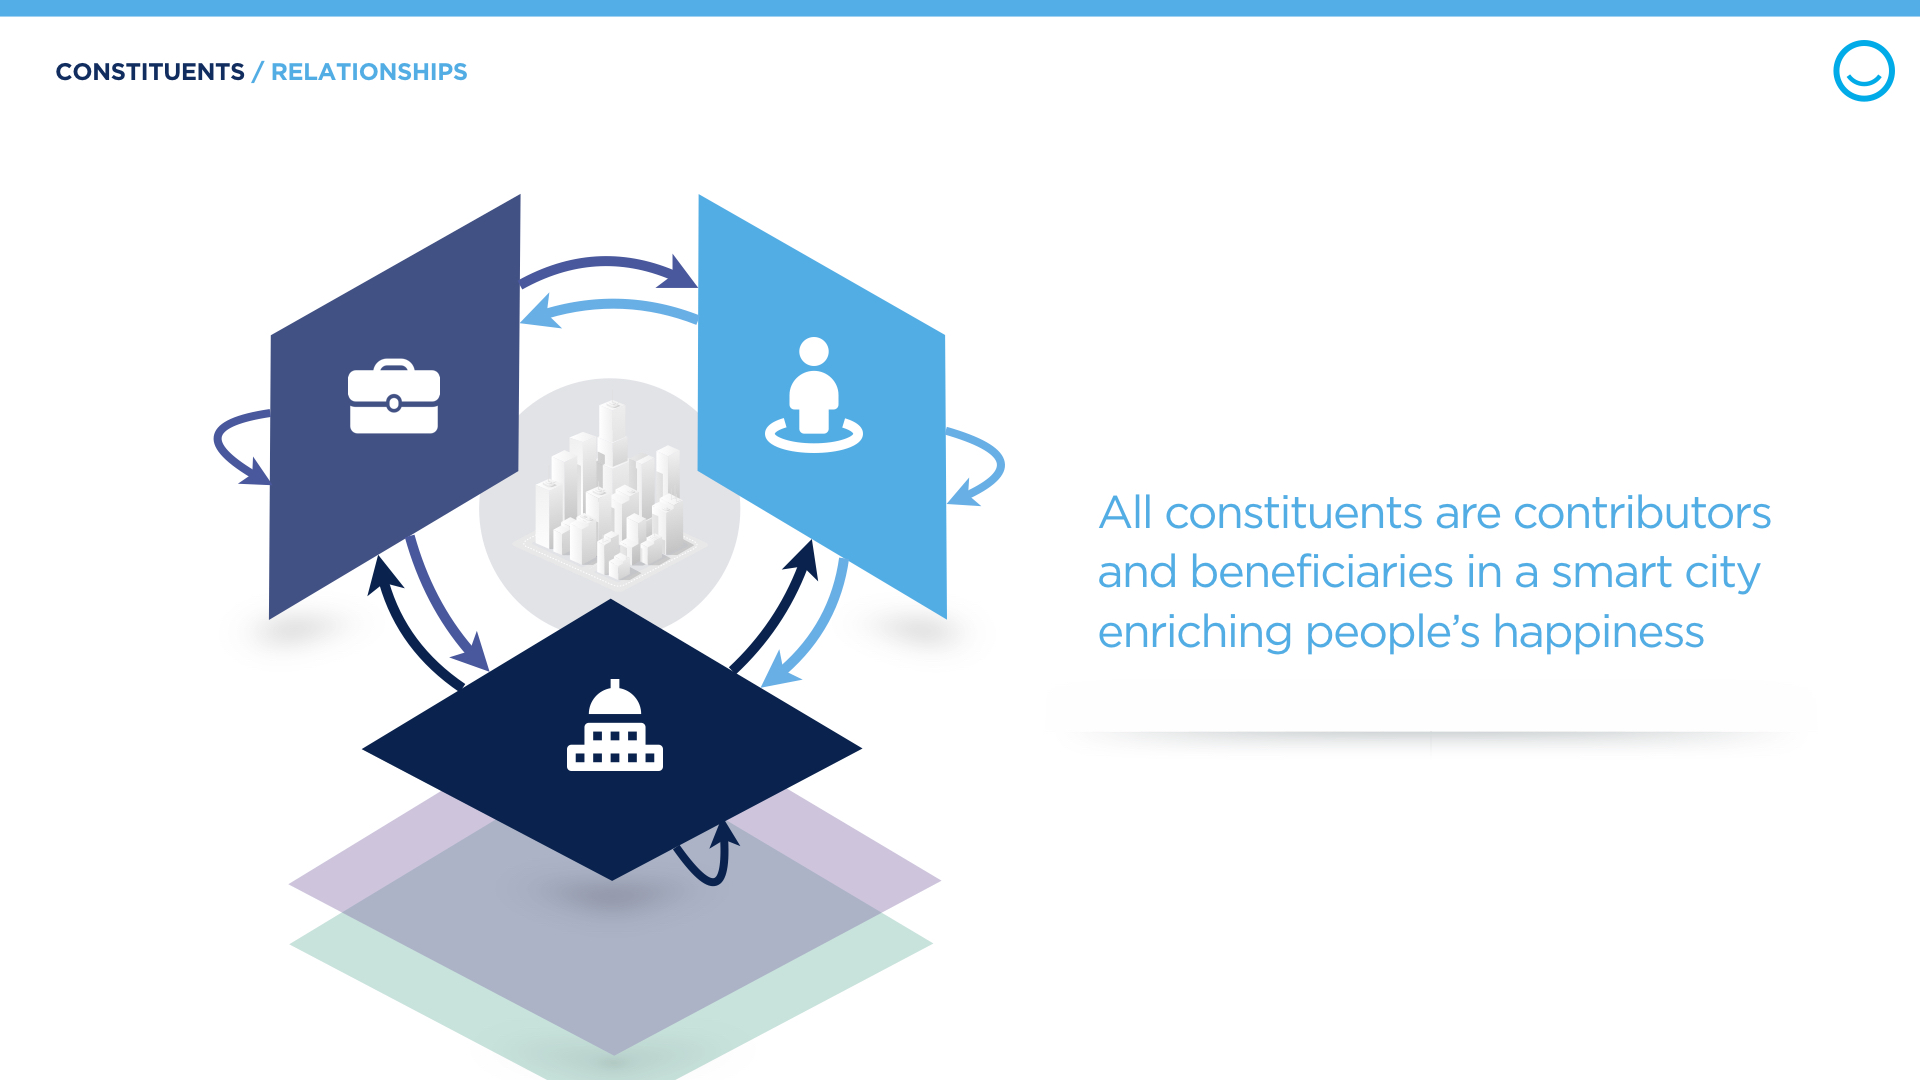 CONSTITUENTS / RELATIONSHIPS
All constituents are contributors
and beneficiaries in a smart city
enriching people’s happiness